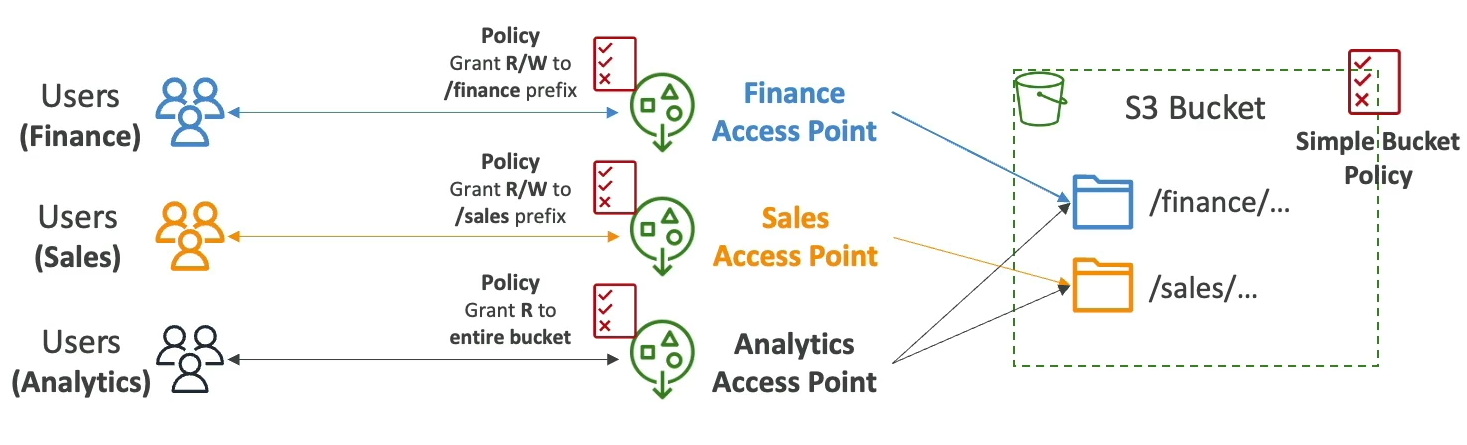 Users
(Finance)
Policy
Grant R/W to
/finance prefix
Finance
Access Point
S3 Bucket
Simple Bucket
Policy
/finance/...
Users
(Sales)
Policy
Grant R/W to
/sales prefix
Sales
Access Point
/sales/...
Users
(Analytics)
Policy
Grant R to
entire bucket
Analytics
Access Point